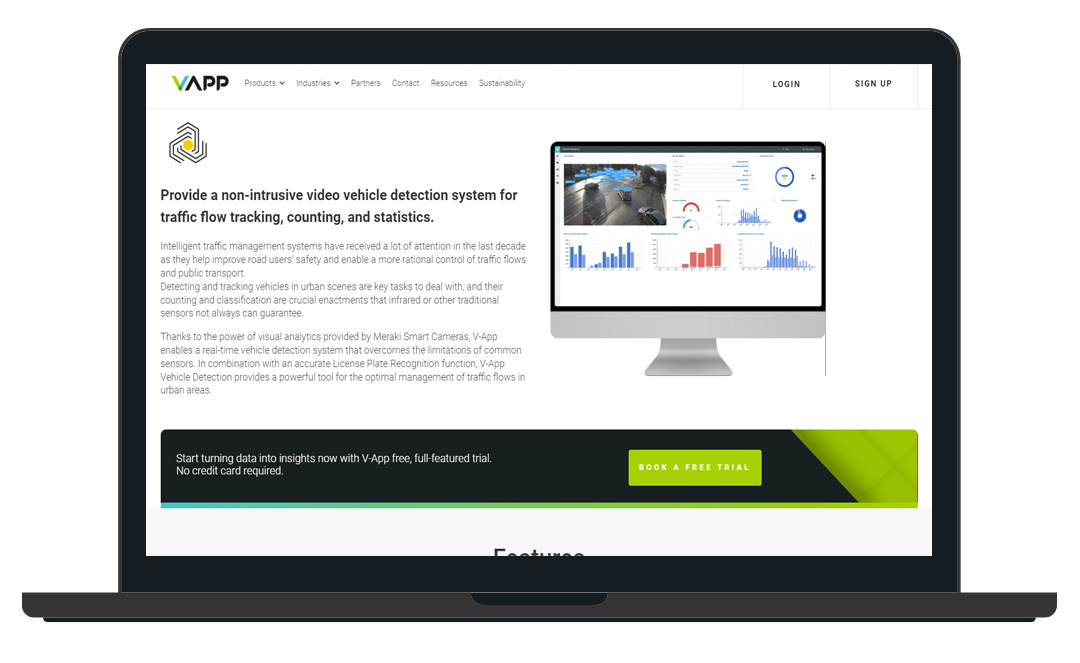 VAPP
Products
Industries
Partners
Contact
Resources
Sustainability
LOGIN
SIGN UP
Provide a non-intrusive video vehicle detection system for
traffic flow tracking, counting, and statistics.
Intelligent traffic management systems have received a lot of attention in the last decade
as they help improve road users' safety and enable a more rational control of traffic flows
and public transport.
Detecting and tracking vehicles in urban scenes are key tasks to deal with, and their
counting and classification are crucial enactments that infrared or other traditional
sensors not always can guarantee.
Thanks to the power of visual analytics provided by Meraki Smart Cameras, V-App
enables a real-time vehicle detection system that overcomes the limitations of common
sensors. In combination with an accurate License Plate Recognition function, V-App
Vehicle Detection provides a powerful tool for the optimal management of traffic flows in
urban areas.
Start turning data into insights now with V-App free, full-featured trial.
No credit card required.
BOOK A FREE TRIAL
Features